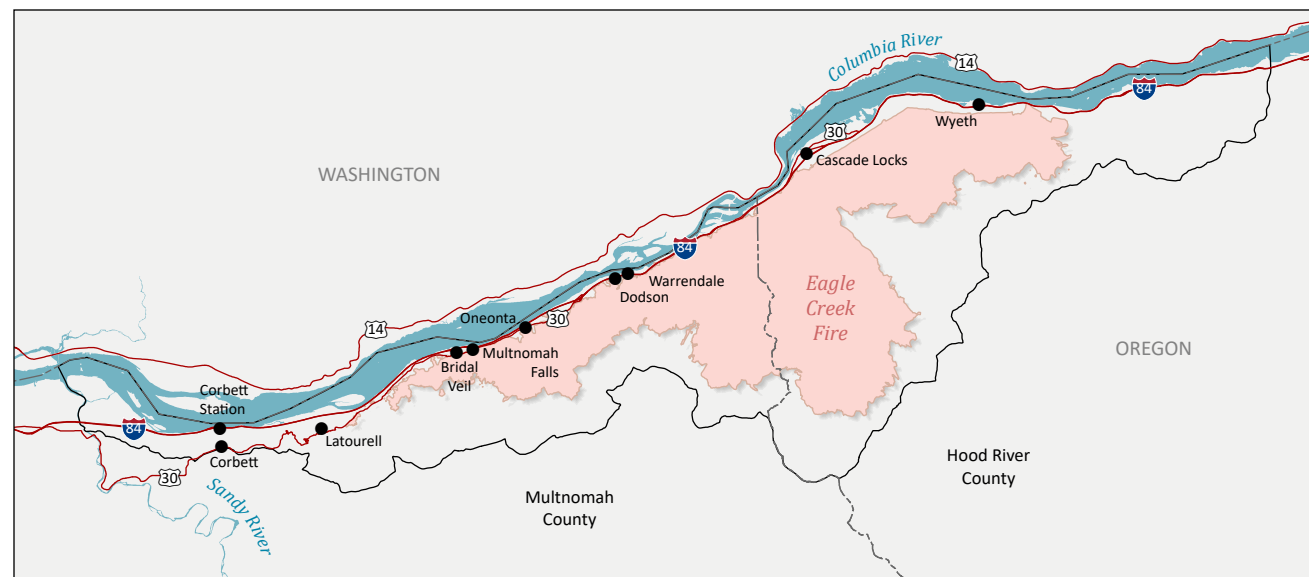 Columbia River
14
84
30
Wyeth
Cascade Locks
WASHINGTON
84
Warrendale
Dodson
Eagle
Creek
Fire
Oneonta
30
14
OREGON
Multnomah
Falls
Bridal
Veil
Corbett
Station
84
Latourell
Corbett
30
Sandy River
Hood River
County
Multnomah
County